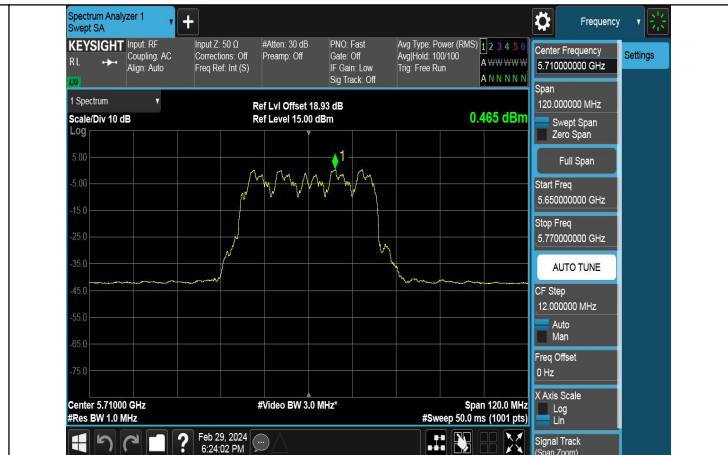 Spectrum Analyzer 1
Swept SA
+
Frequency
KEYSIGHT
RL
LXI
Input: RF
Coupling: AC
Align: Auto
Input Z: 50 Ω
Corrections: Off
Freq Ref: Int (S)
#Atten: 30 dB
Preamp: Off
PNO: Fast
Gate: Off
IF Gain: Low
Sig Track: Off
Avg Type: Power (RMS)
Avg|Hold: 100/100
Trig: Free Run
1 2 3 4 5 6
A W W W W W
A N N N N N
1 Spectrum
Scale/Div 10 dB
Log
Ref Lvl Offset 18.93 dB
Ref Level 15.00 dBm
0.465 dBm
1
5.00
-5.00
-15.0
-25.0
-35.0
-45.0
-55.0
-65.0
-75.0
Center 5.71000 GHz
#Res BW 1.0 MHz
#Video BW 3.0 MHz*
Span 120.0 MHz
#Sweep 50.0 ms (1001 pts)
?
Feb 29, 2024
6:24:02 PM
Center Frequency
5.710000000 GHz
Settings
Span
120.000000 MHz
Swept Span
Zero Span
Full Span
Start Freq
5.650000000 GHz
Stop Freq
5.770000000 GHz
AUTO TUNE
CF Step
12.000000 MHz
Auto
Man
Freq Offset
0 Hz
X Axis Scale
Log
Lin
Signal Track
(Span Zoom)